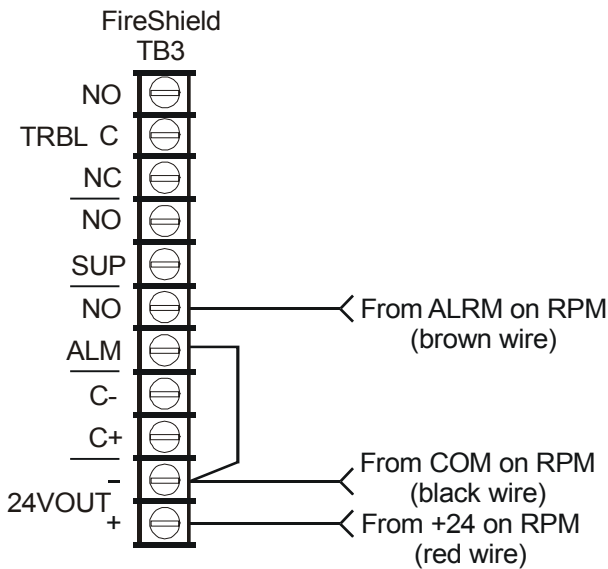 FireShield
TB3
NO
TRBL C
NC
NO
SUP
NO
From ALRM on RPM
(brown wire)
ALM
C-
C+
From COM on RPM
(black wire)
-
24VOUT
+
From +24 on RPM
(red wire)